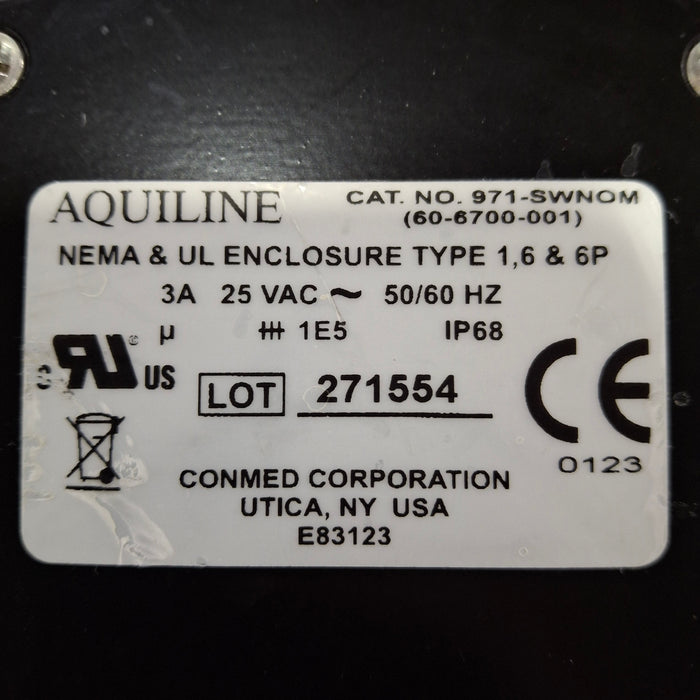 AQUILINE
CAT. NO. 971-SWNOM
(60-6700-001)
NEMA & UL ENCLOSURE TYPE 1,6 & 6P
3A 25 VAC ~ 50/60 HZ
µ 1E5 IP68
c RU ® US
LOT 271554
CE
0123
CONMED CORPORATION
UTICA, NY USA
E83123